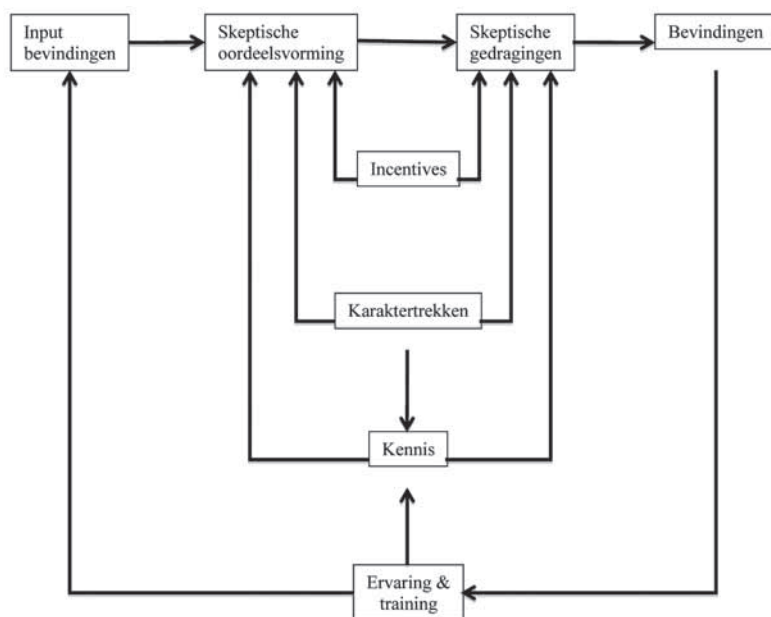 Input
bevindingen
Skeptische
oordeelsvorming
Skeptische
gedragingen
Bevindingen
Incentives
Karaktertrekken
Kennis
Ervaring &
training